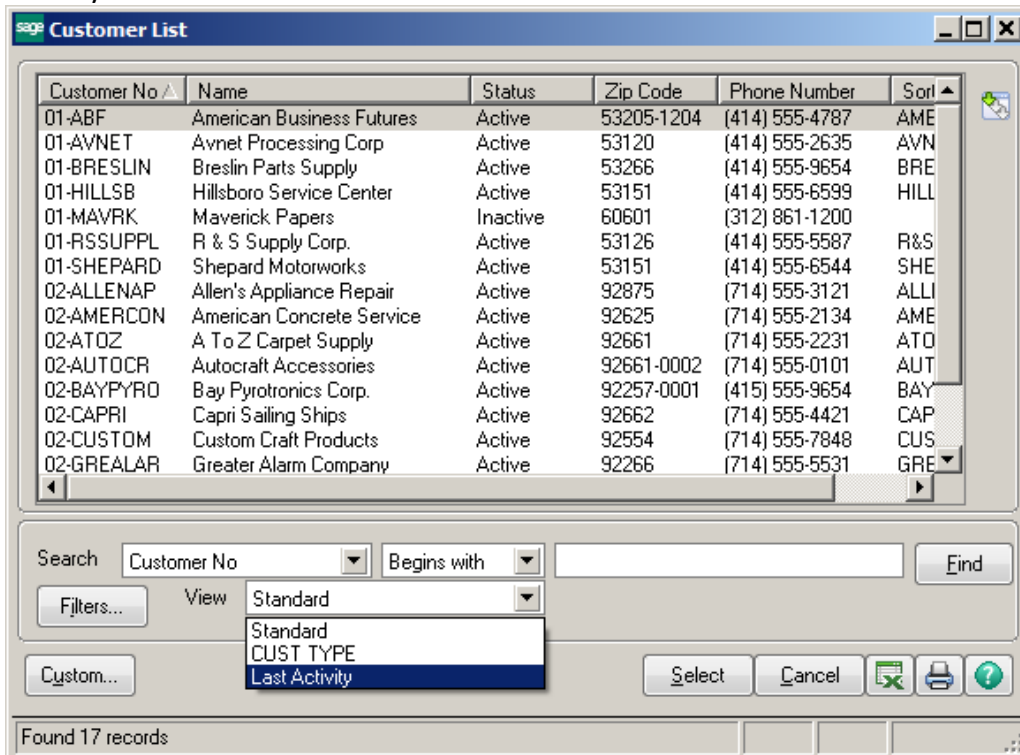 sage Customer List
Customer No Name Status Zip Code Phone Number Sort
01-ABF American Business Futures Active 53205-1204 (414) 555-4787 AME
01-AVNET Avnet Processing Corp Active 53120 (414) 555-2635 AVN
01-BRESLIN Breslin Parts Supply Active 53266 (414) 555-9654 BRE
01-HILLSB Hillsboro Service Center Active 53151 (414) 555-6599 HILL
01-MAVRK Maverick Papers Inactive 60601 (312) 861-1200
01-RSSUPPL R & S Supply Corp. Active 53126 (414) 555-5587 R&S
01-SHEPARD Shepard Motorworks Active 53151 (414) 555-6544 SHE
02-ALLENAP Allen's Appliance Repair Active 92875 (714) 555-3121 ALLI
02-AMERCON American Concrete Service Active 92625 (714) 555-2134 AME
02-ATOZ A To Z Carpet Supply Active 92661 (714) 555-2231 ATO
02-AUTOCR Autocraft Accessories Active 92661-0002 (714) 555-0101 AUT
02-BAYPYRO Bay Pyrotronics Corp. Active 92257-0001 (415) 555-9654 BAY
02-CAPRI Capri Sailing Ships Active 92662 (714) 555-4421 CAP
02-CUSTOM Custom Craft Products Active 92554 (714) 555-7848 CUS
02-GREALAR Greater Alarm Company Active 92266 (714) 555-5531 GRE
Search Customer No Begins with Find
Filters... View Standard
Standard
CUST TYPE
Last Activity
Custom... Select Cancel
Found 17 records